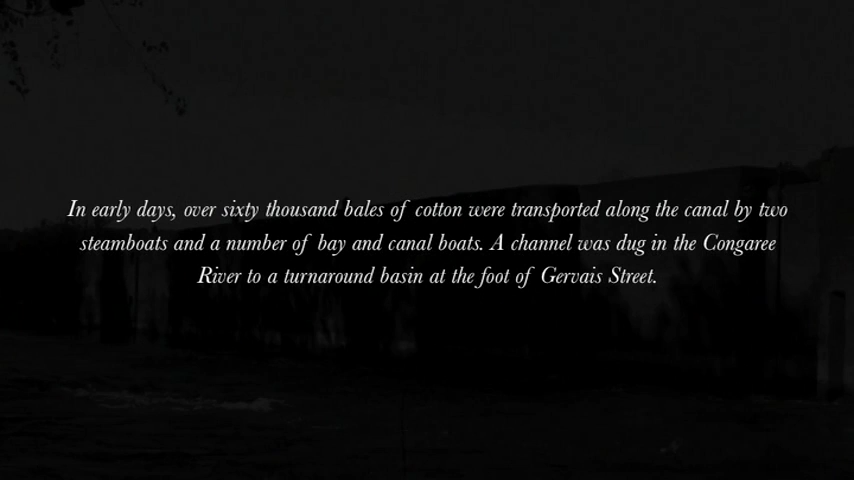 In early days, over sixty thousand bales of cotton were transported along the canal by two
steamboats and a number of bay and canal boats. A channel was dug in the Congaree
River to a turnaround basin at the foot of Gervais Street.